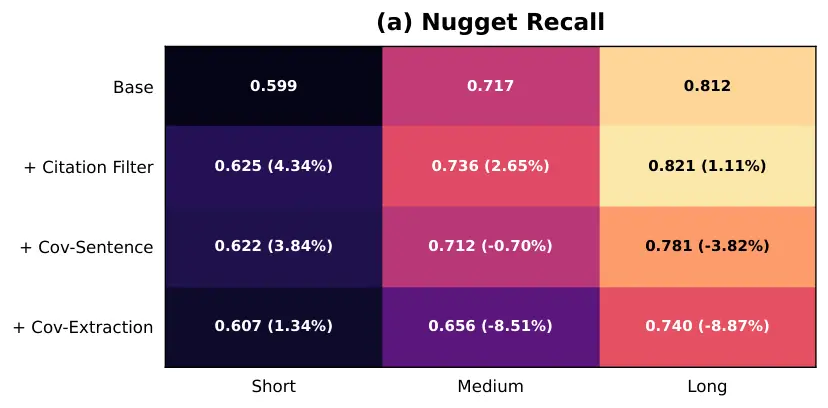 (a) Nugget Recall
Base 0.599 0.717 0.812
+ Citation Filter 0.625 (4.34%) 0.736 (2.65%) 0.821 (1.11%)
+ Cov-Sentence 0.622 (3.84%) 0.712 (-0.70%) 0.781 (-3.82%)
+ Cov-Extraction 0.607 (1.34%) 0.656 (-8.51%) 0.740 (-8.87%)
Short Medium Long